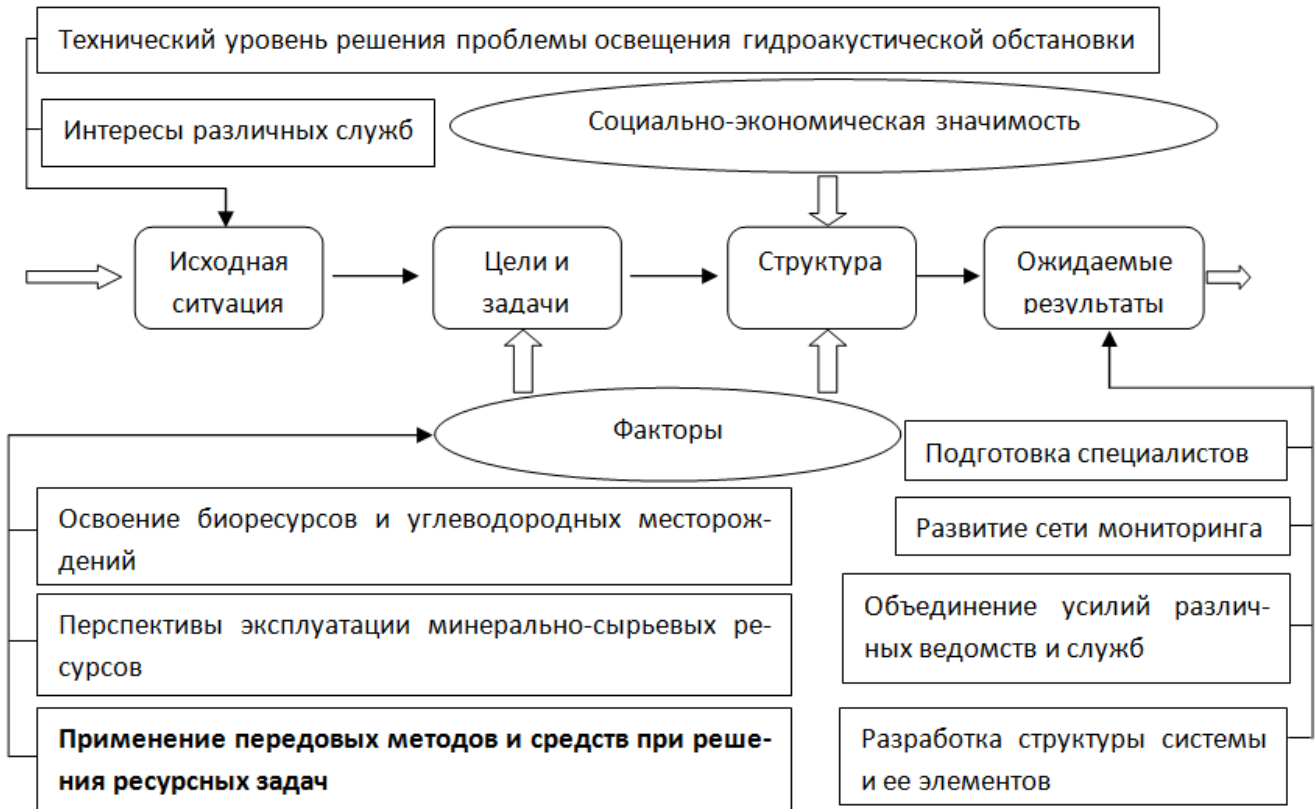 Технический уровень решения проблемы освещения гидроакустической обстановки
Интересы различных служб
Социально-экономическая значимость
Исходная
ситуация
Цели и
задачи
Структура
Ожидаемые
результаты
Факторы
Освоение биоресурсов и углеводородных месторож-
дений
Перспективы эксплуатации минерально-сырьевых ре-
сурсов
Применение передовых методов и средств при реше-
ния ресурсных задач
Подготовка специалистов
Развитие сети мониторинга
Объединение усилий различ-
ных ведомств и служб
Разработка структуры системы
и ее элементов